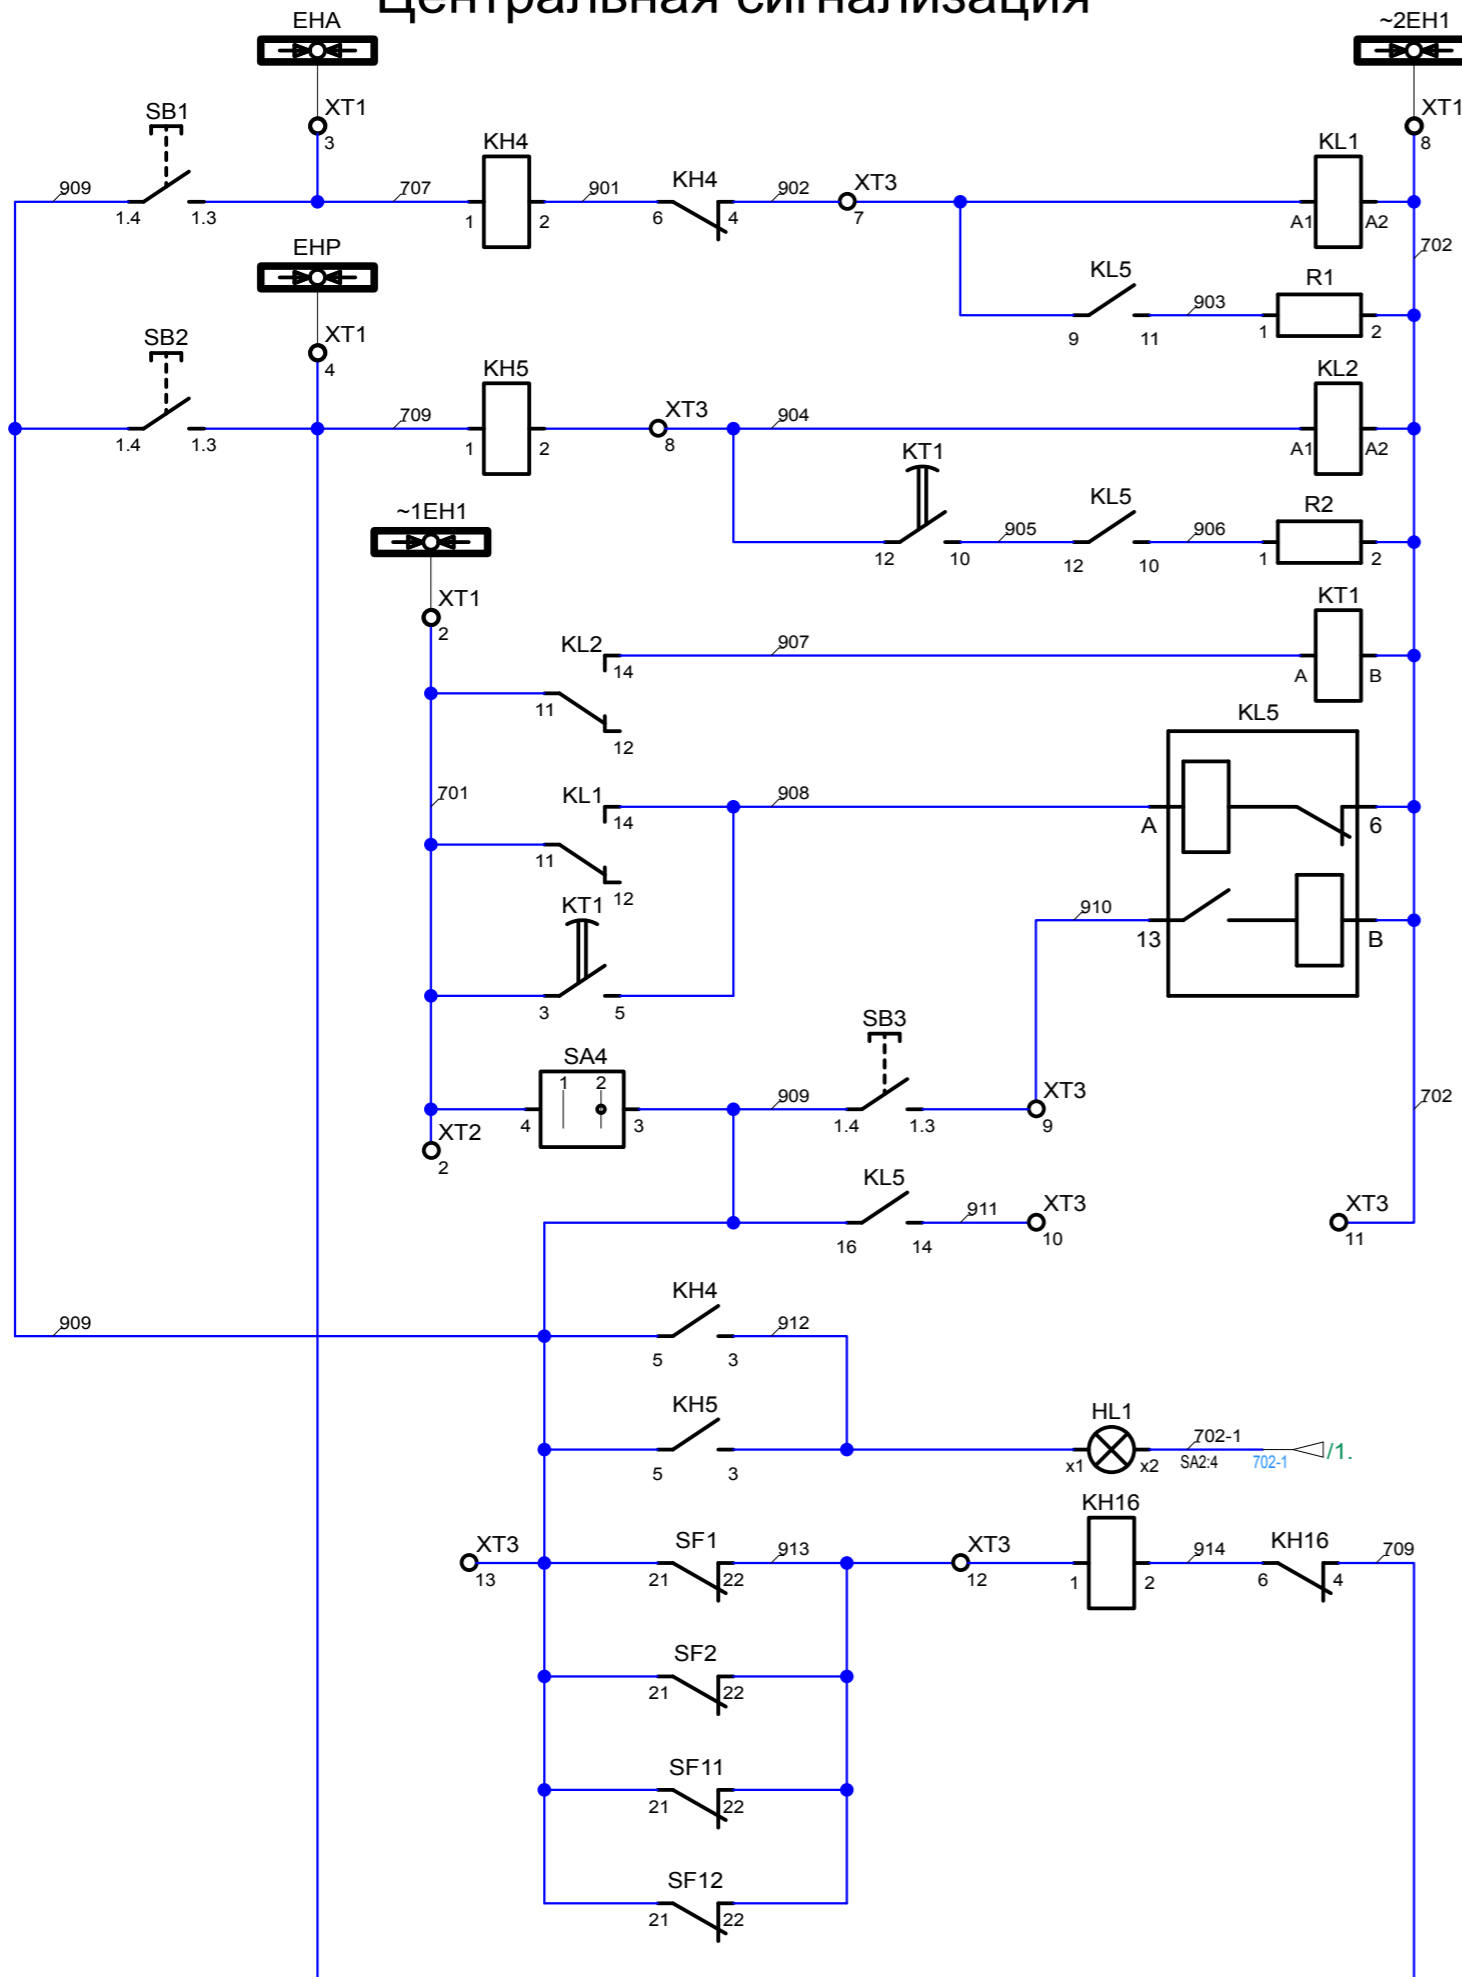 Центральная сигнализация
EHA
~2EH1
SB1
XT1
3
XT1
8
909
1.4
1.3
707
KH4
1
2
901
KH4
6
4
902
XT3
7
KL1
A1
A2
702
EHP
KL5
9
11
903
R1
1
2
SB2
XT1
4
1.4
1.3
709
KH5
1
2
XT3
8
904
KL2
A1
A2
~1EH1
KT1
12
10
905
KL5
12
10
906
R2
1
2
XT1
2
KL2
14
11
12
907
KT1
A
B
701
KL1
14
11
12
908
KL5
A
6
13
B
910
KT1
3
5
SA4
1
2
4
3
909
SB3
1.4
1.3
XT3
9
702
XT2
2
KL5
16
14
911
XT3
10
XT3
11
909
KH4
5
3
912
KH5
5
3
HL1
x1
x2
702-1
SA2:4
702-1
/1.
XT3
13
SF1
21
22
913
XT3
12
KH16
1
2
914
KH16
6
4
709
SF2
21
22
SF11
21
22
SF12
21
22